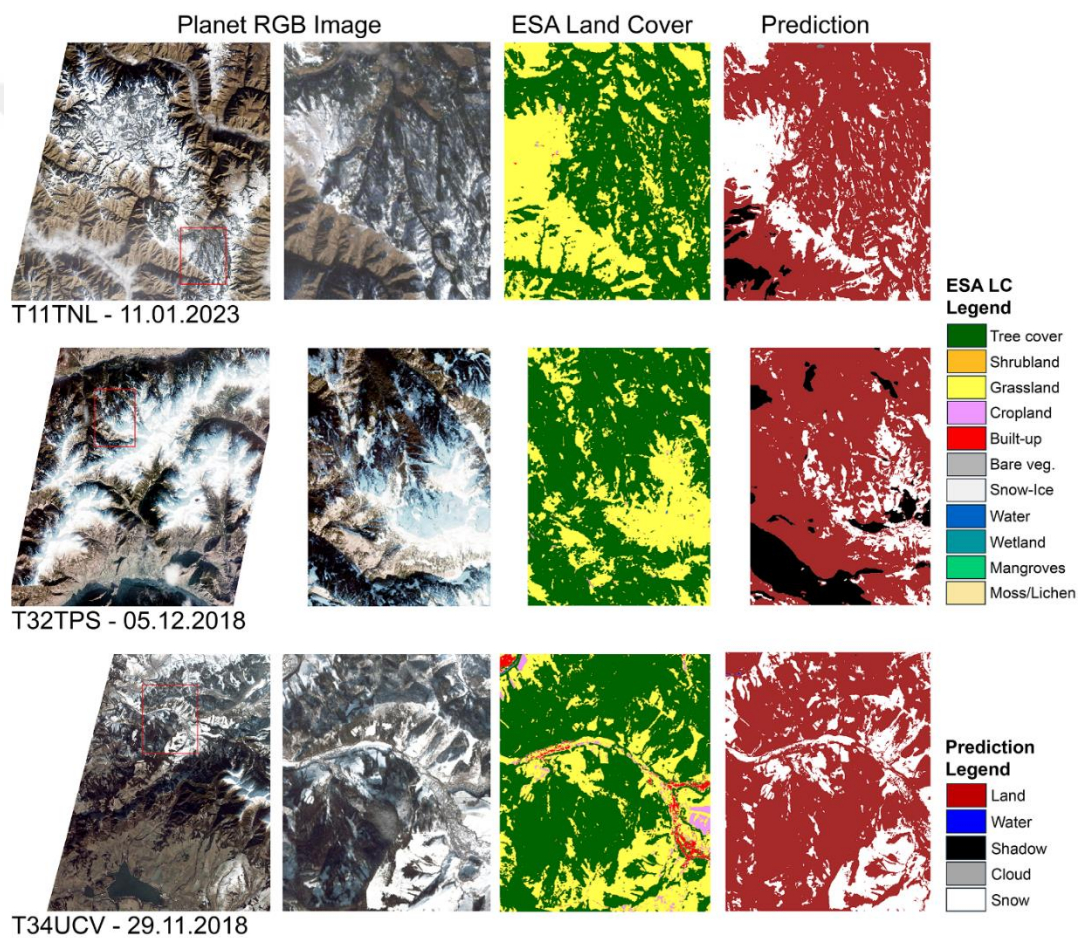 Planet RGB Image
ESA Land Cover
Prediction
T11TNL - 11.01.2023
T32TPS - 05.12.2018
T34UCV - 29.11.2018
ESA LC
Legend
Tree cover
Shrubland
Grassland
Cropland
Built-up
Bare veg.
Snow-Ice
Water
Wetland
Mangroves
Moss/Lichen
Prediction
Legend
Land
Water
Shadow
Cloud
Snow